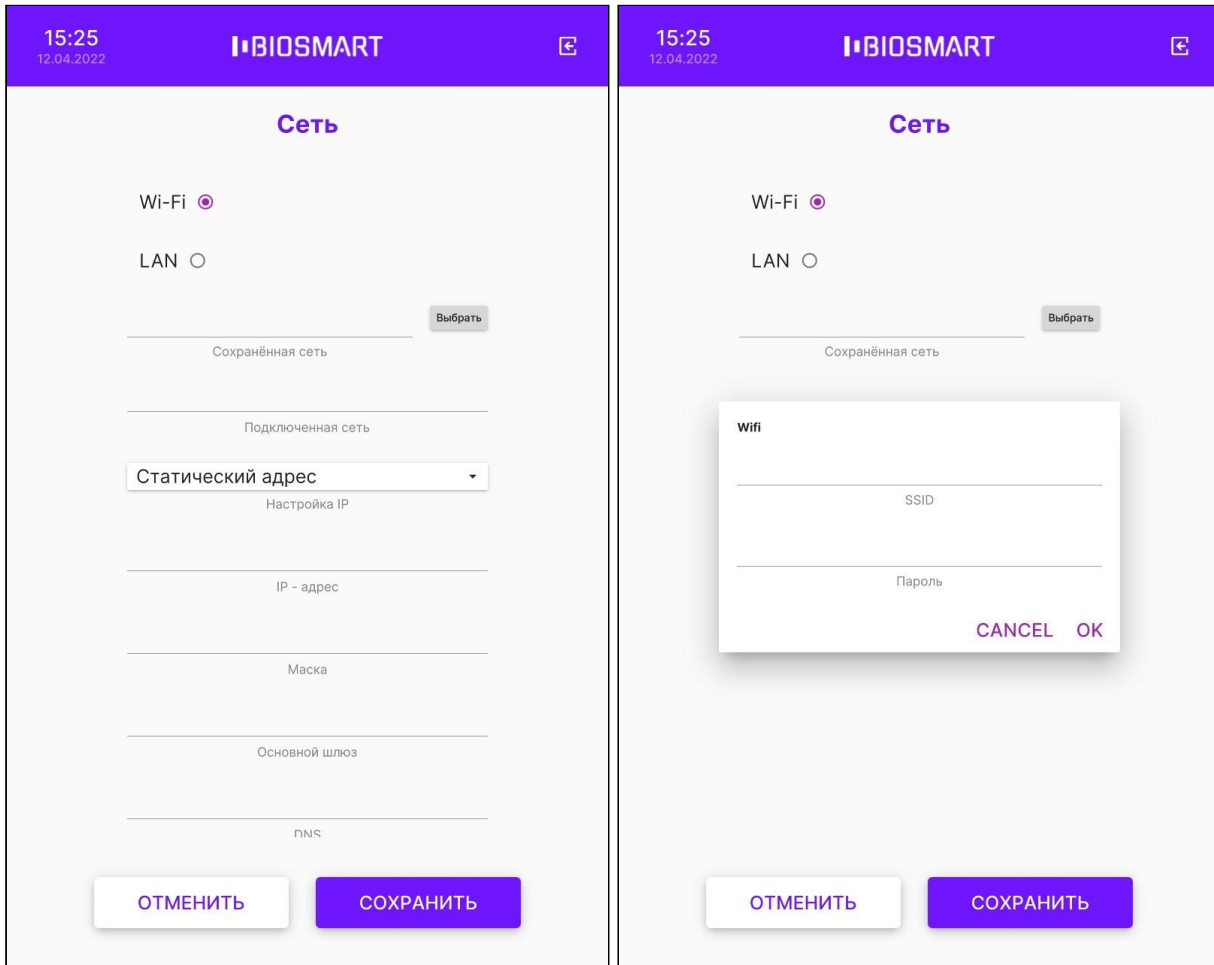 15:25
12.04.2022
BIOSMART
Сеть
Wi-Fi
LAN
Выбрать
Сохранённая сеть
Подключенная сеть
Статический адрес
Настройка IP
IP - адрес
Маска
Основной шлюз
DNS
ОТМЕНИТЬ
СОХРАНИТЬ
15:25
12.04.2022
BIOSMART
Сеть
Wi-Fi
LAN
Выбрать
Сохранённая сеть
Wifi
SSID
Пароль
CANCEL OK
ОТМЕНИТЬ
СОХРАНИТЬ